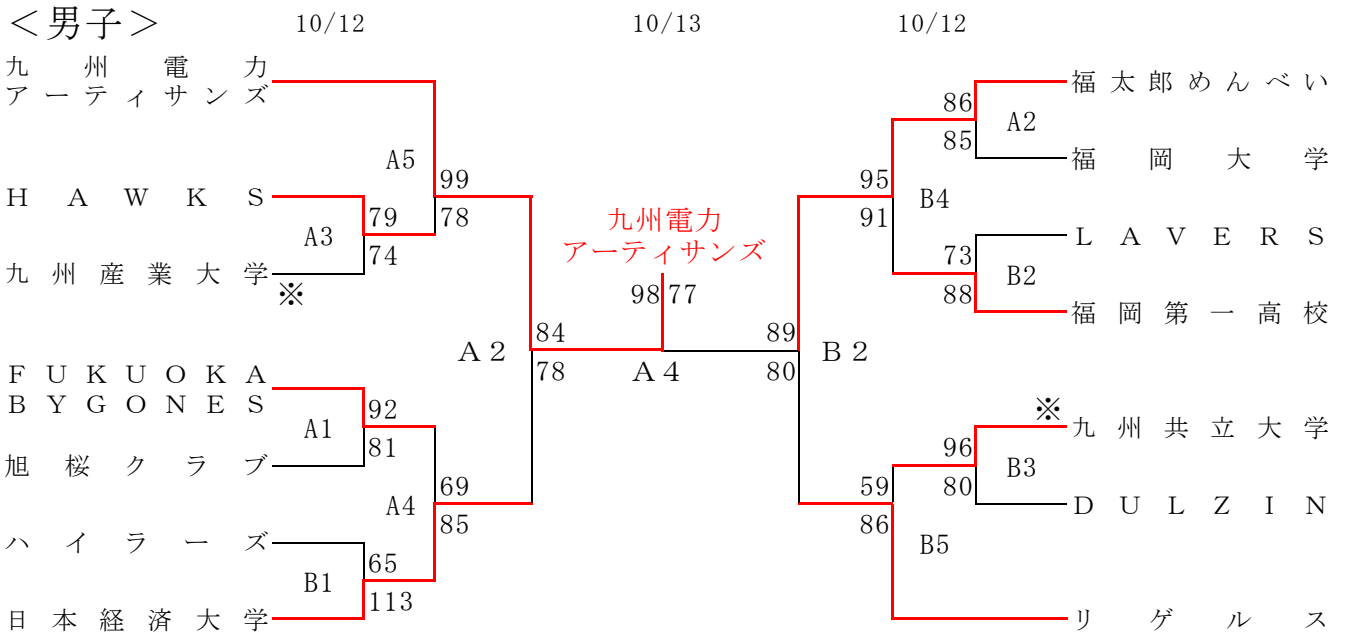 ＜男子＞
10/12
10/13
10/12
九州電力
アーティサンズ
HAWKS
九州産業大学
※
FUKUOKA
BYGONES
旭桜クラブ
ハイラーズ
日本経済大学
A5
99
78
A3
79
74
A1
92
81
A4
69
85
B1
65
113
A2
84
78
九州電力
アーティサンズ
98 77
A4
89
80
B2
95
91
B4
86
85
A2
73
88
B2
59
86
B5
96
80
B3
福太郎めんべい
福岡大学
LAVERS
福岡第一高校
※
九州共立大学
DULZIN
リゲルス